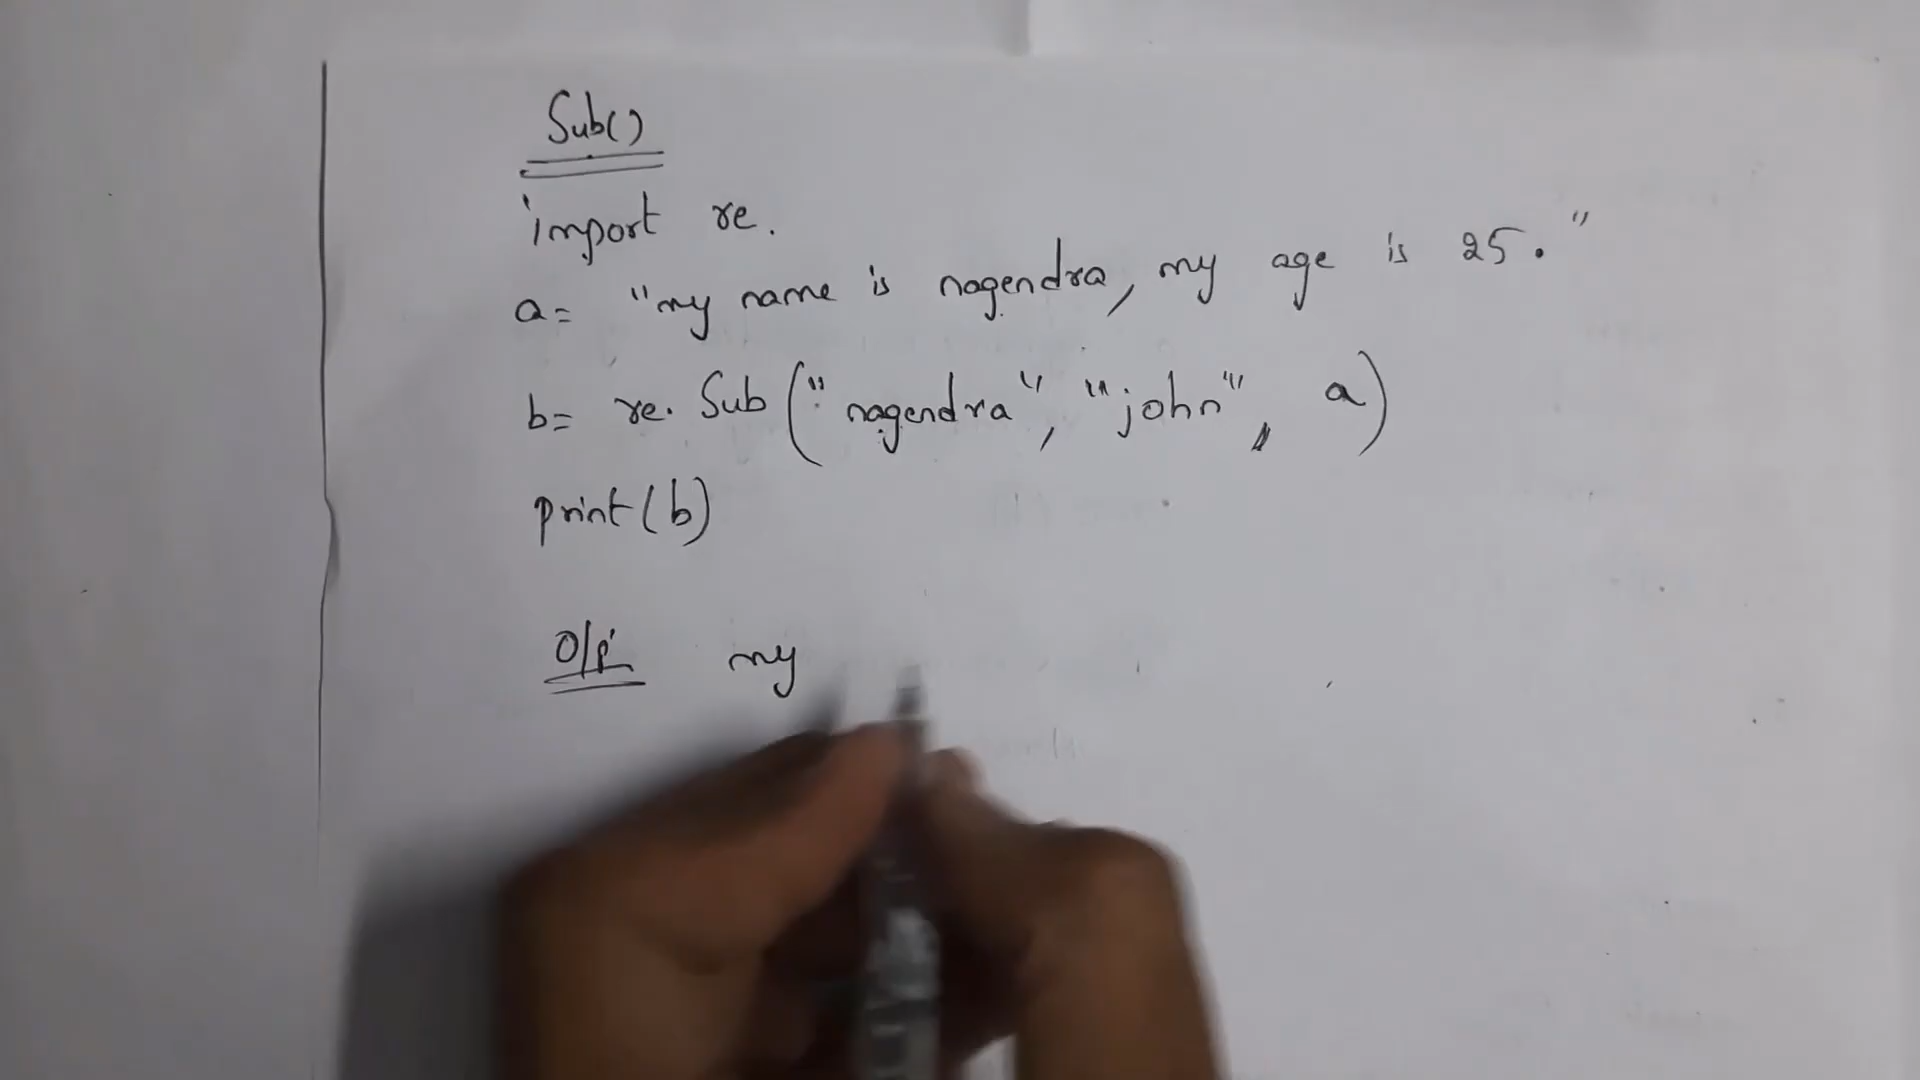 Sub()
import re.
a= "my name is nagendra, my age is 25."
b= re. Sub ("nagendra", "john", a)
print(b)
O/P my